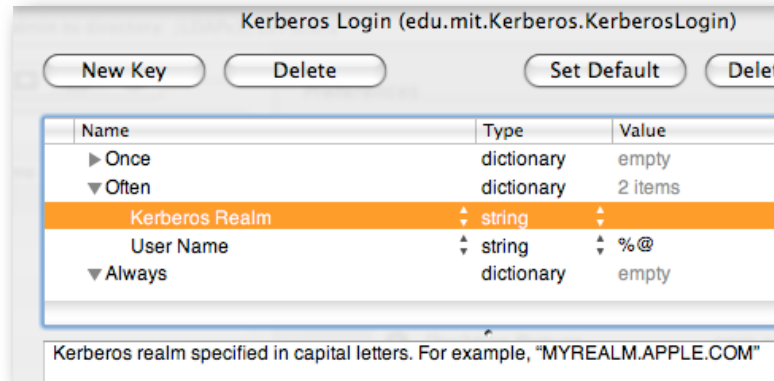 Kerberos Login (edu.mit.Kerberos.KerberosLogin)
New Key Delete Set Default Delet
Name Type Value
Once dictionary empty
Often dictionary 2 items
Kerberos Realm string
User Name string %@
Always dictionary empty
Kerberos realm specified in capital letters. For example, “MYREALM.APPLE.COM”